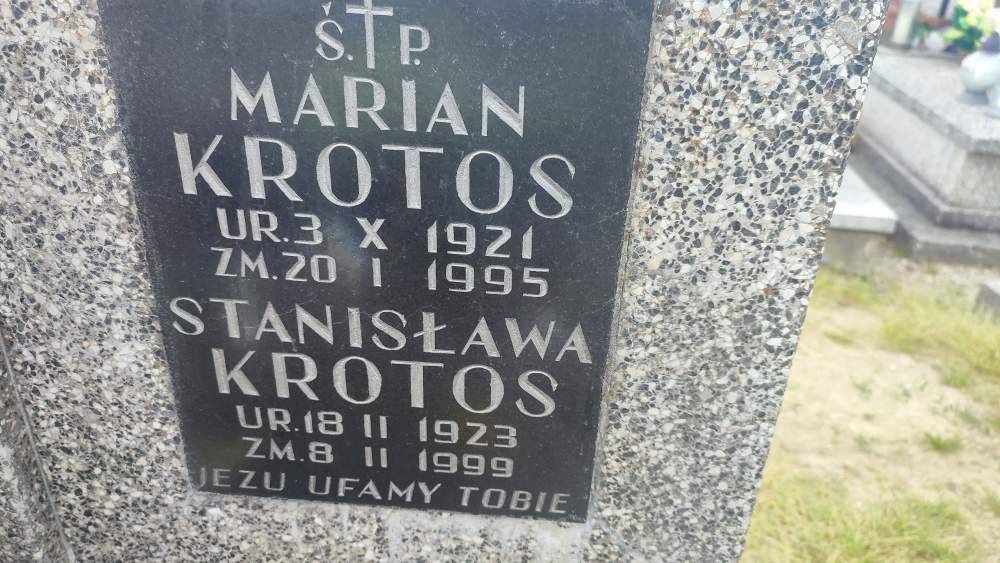 Ś. P.
MARIAN
KROTOS
UR. 3 X 1921
ZM. 20 I 1995
STANISŁAWA
KROTOS
UR. 18 II 1923
ZM. 8 II 1999
JEZU UFAMY TOBIE